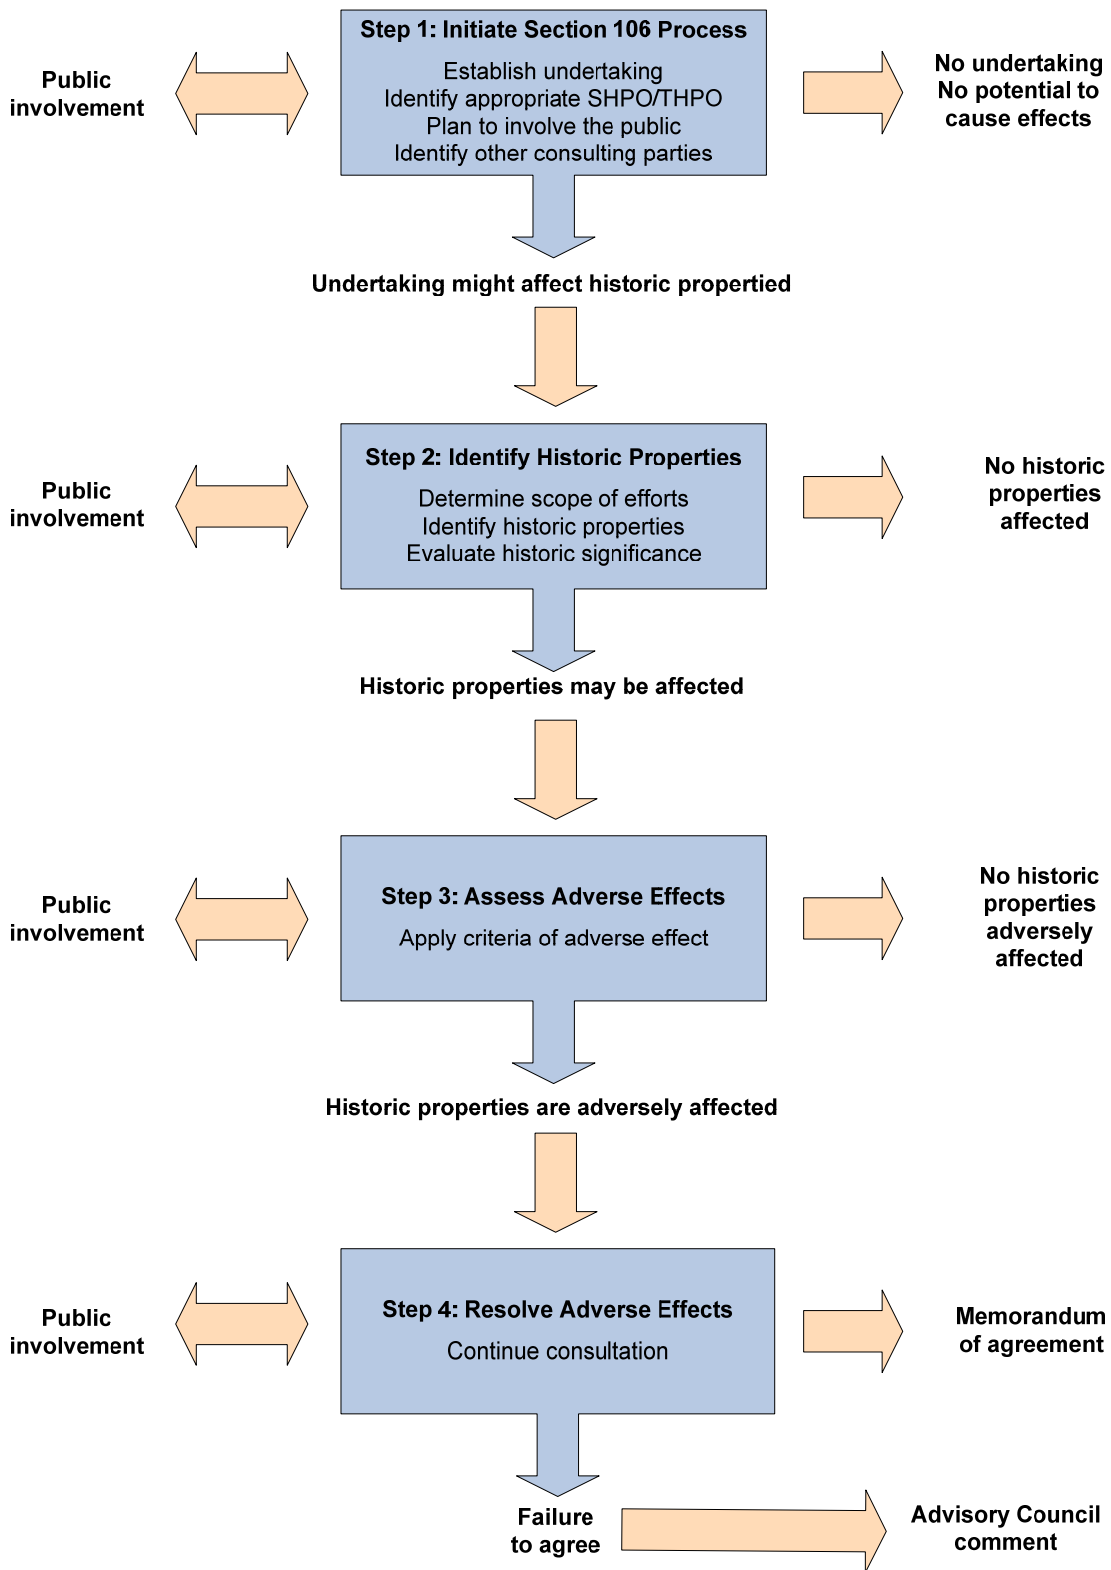 Step 1: Initiate Section 106 Process
Establish undertaking
Identify appropriate SHPO/THPO
Plan to involve the public
Identify other consulting parties
Public
involvement
No undertaking
No potential to
cause effects
Undertaking might affect historic propertied
Step 2: Identify Historic Properties
Determine scope of efforts
Identify historic properties
Evaluate historic significance
Public
involvement
No historic
properties
affected
Historic properties may be affected
Step 3: Assess Adverse Effects
Apply criteria of adverse effect
Public
involvement
No historic
properties
adversely
affected
Historic properties are adversely affected
Step 4: Resolve Adverse Effects
Continue consultation
Public
involvement
Memorandum
of agreement
Failure
to agree
Advisory Council
comment